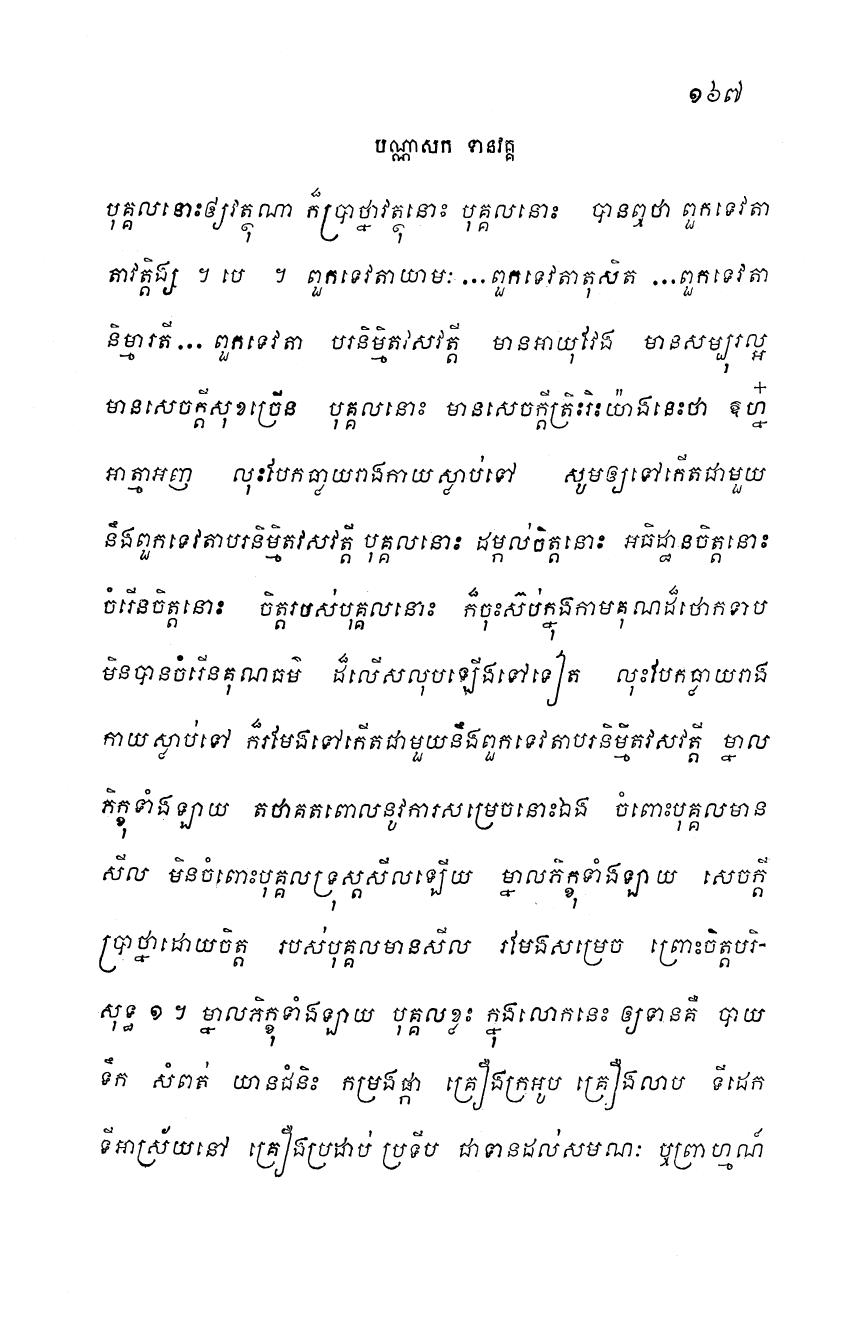 ១៦៧
បណ្ណាសក ទានវគ្គ
បុគ្គលនោះឲ្យវត្ថុណា ក៏ប្រាថ្នាវត្ថុនោះ បុគ្គលនោះ បានឮថា ពួកទេវតា
តាវត្តិង្ស ។ បេ ។ ពួកទេវតាយាមៈ ...ពួកទេវតាតុសិត ...ពួកទេវតា
និម្មារតី... ពួកទេវតា បរនិម្មិតវសវត្តី មានអាយុវែង មានសម្បុរល្អ
មានសេចក្តីសុខច្រើន បុគ្គលនោះ មានសេចក្តីត្រិះរិះយ៉ាងនេះថា ឱហ្ន៎
អាត្មាអញ លុះបែកធ្លាយរាងកាយស្លាប់ទៅ សូមឲ្យទៅកើតជាមួយ
នឹងពួកទេវតាបរនិម្មិតវសវត្តី បុគ្គលនោះ ដម្កល់ចិត្តនោះ អធិដ្ឋានចិត្តនោះ
ចំរើនចិត្តនោះ ចិត្តរបស់បុគ្គលនោះ ក៏ចុះស៊ប់ក្នុងកាមគុណដ៏ថោកទាប
មិនបានចំរើនគុណធម៌ ដ៏លើសលុបឡើងទៅទៀត លុះបែកធ្លាយរាង
កាយស្លាប់ទៅ ក៏រមែងទៅកើតជាមួយនឹងពួកទេវតាបរនិម្មិតវសវត្តី ម្នាល
ភិក្ខុទាំងឡាយ តថាគតពោលនូវការសម្រេចនោះឯង ចំពោះបុគ្គលមាន
សីល មិនចំពោះបុគ្គលទ្រុស្តសីលឡើយ ម្នាលភិក្ខុទាំងឡាយ សេចក្តី
ប្រាថ្នាដោយចិត្ត របស់បុគ្គលមានសីល រមែងសម្រេច ព្រោះចិត្តបរិ-
សុទ្ធ ១ ។ ម្នាលភិក្ខុទាំងឡាយ បុគ្គលខ្លះ ក្នុងលោកនេះ ឲ្យទានគឺ បាយ
ទឹក សំពត់ យានជំនិះ កម្រងផ្កា គ្រឿងក្រអូប គ្រឿងលាប ទីដេក
ទីអាស្រ័យនៅ គ្រឿងប្រដាប់ ប្រទីប ជាទានដល់សមណៈ ឬព្រាហ្មណ៍